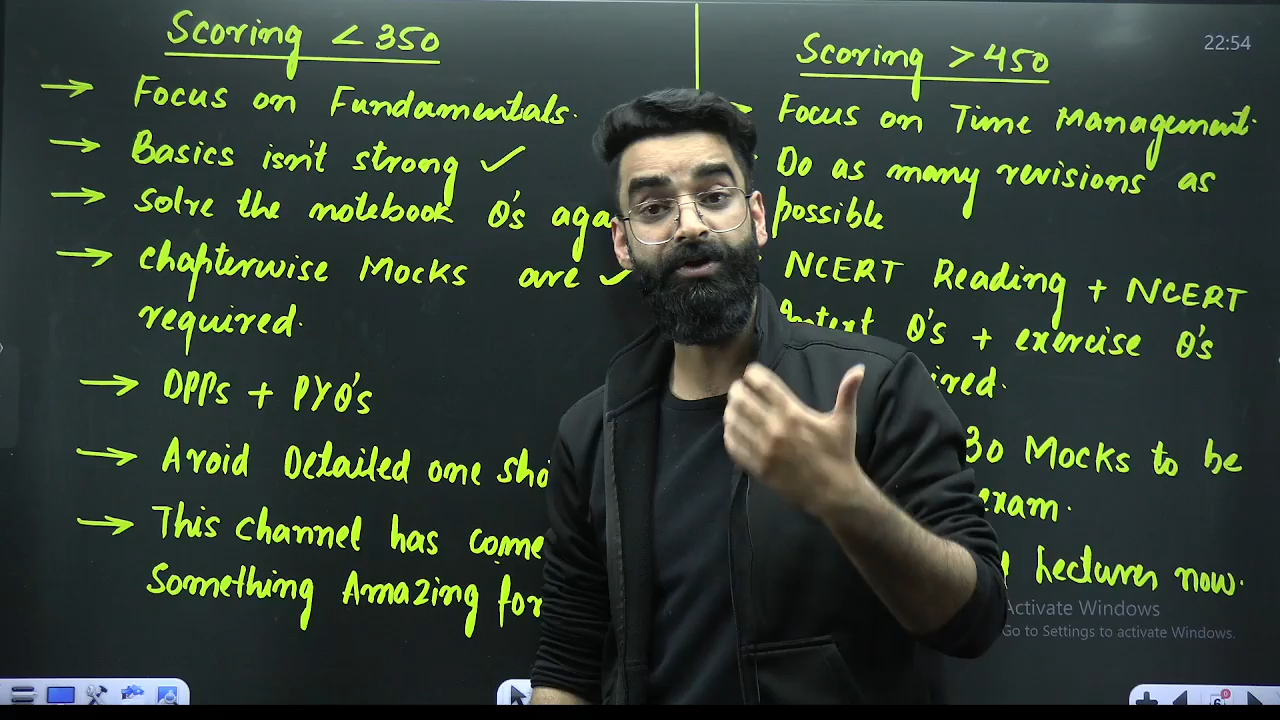 Scoring < 350
→ Focus on Fundamentals.
→ Basics isn't strong ✓
→ Solve the notebook Q's aga
→ chapterwise Mocks are ✓
required.
→ DPPs + PYQ's
→ Avoid Detailed one sho
→ This channel has come
Something Amazing for
22:54
Scoring > 450
Focus on Time Management.
Do as many revisions as
possible
NCERT Reading + NCERT
Q's + exercise Q's
ired.
30 Mocks to be
exam.
Lectures now.
Activate Windows
Go to Settings to activate Windows.